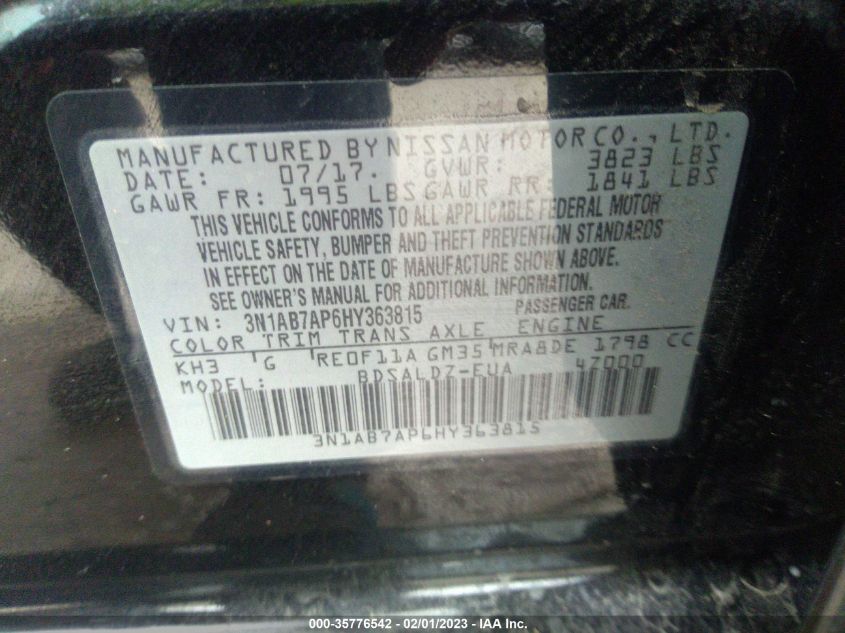 MANUFACTURED BY NISSAN MOTOR CO., LTD.
DATE: 07/17. GVWR: 3823 LBS
GAWR FR: 1995 LBS GAWR RR: 1841 LBS
THIS VEHICLE CONFORMS TO ALL APPLICABLE FEDERAL MOTOR
VEHICLE SAFETY, BUMPER AND THEFT PREVENTION STANDARDS
IN EFFECT ON THE DATE OF MANUFACTURE SHOWN ABOVE.
SEE OWNER'S MANUAL FOR ADDITIONAL INFORMATION.
VIN: 3N1AB7AP6HY363815 PASSENGER CAR.
COLOR TRIM TRANS AXLE ENGINE
KH3 G RE0F11A GM35 MRA8DE 1798 CC
MODEL: BDSALDZ-EUA 47000
3N1AB7AP6HY363815
000-35776542 - 02/01/2023 - IAA Inc.